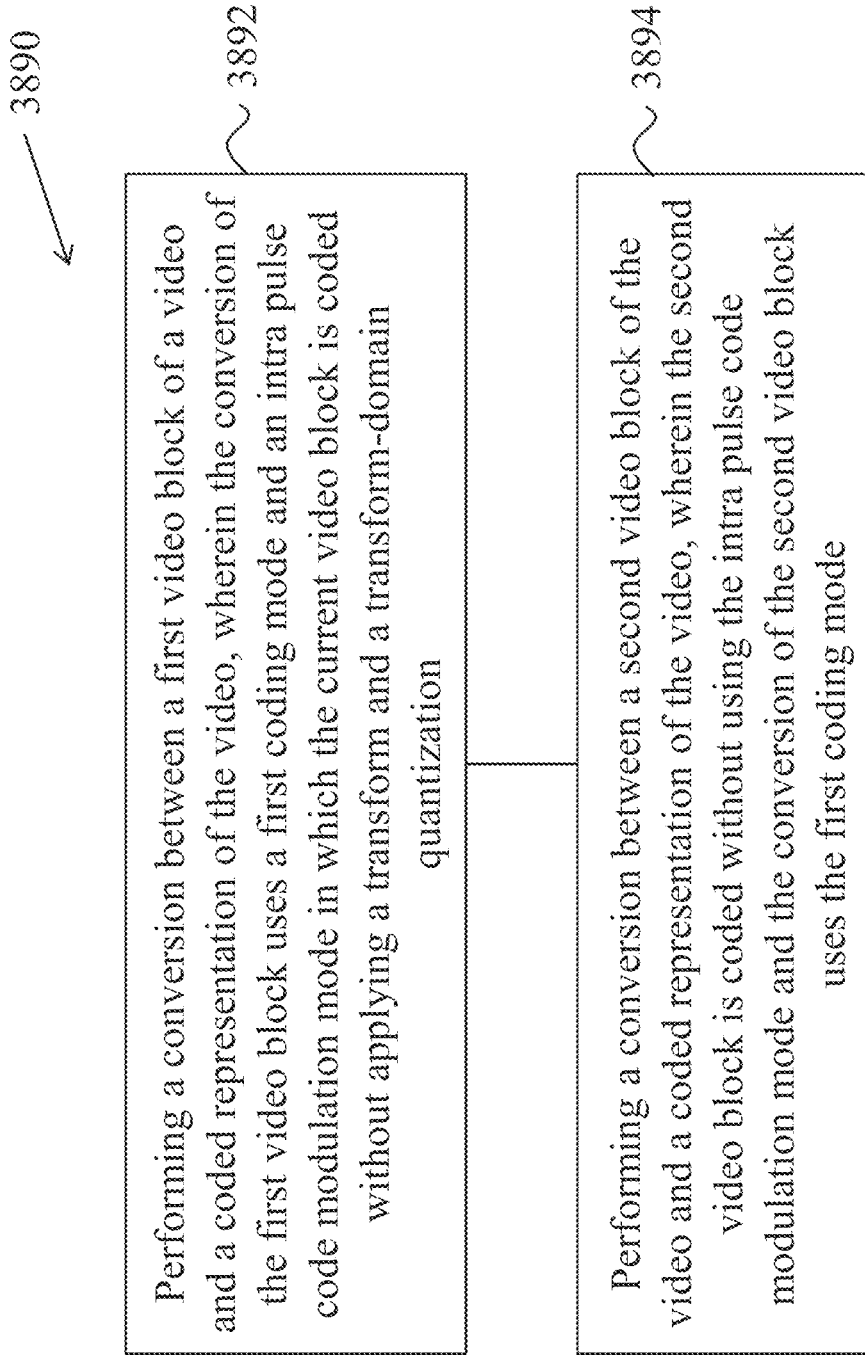 3890
3892
Performing a conversion between a first video block of a video
and a coded representation of the video, wherein the conversion of
the first video block uses a first coding mode and an intra pulse
code modulation mode in which the current video block is coded
without applying a transform and a transform-domain
quantization
3894
Performing a conversion between a second video block of the
video and a coded representation of the video, wherein the second
video block is coded without using the intra pulse code
modulation mode and the conversion of the second video block
uses the first coding mode